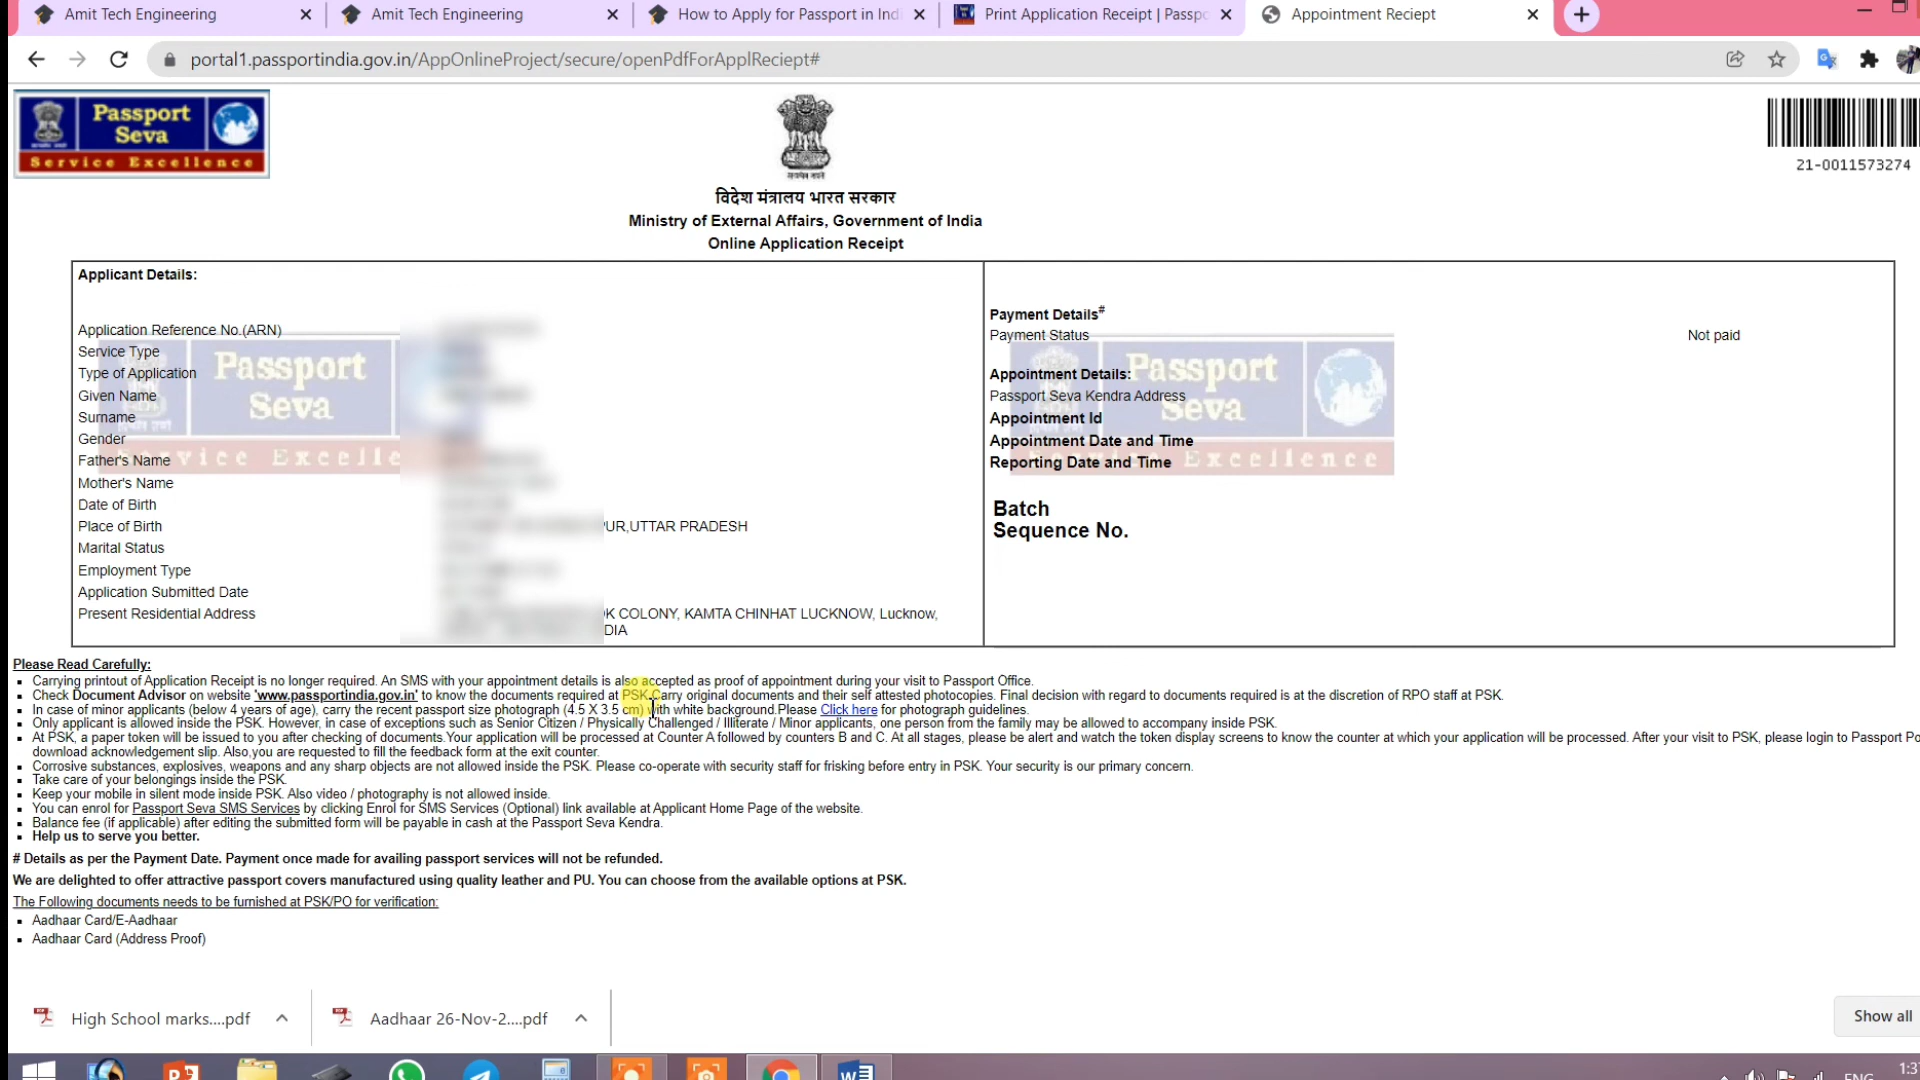 Amit Tech Engineering
Amit Tech Engineering
How to Apply for Passport in Indi
Print Application Receipt | Passpo
Appointment Reciept
portal1.passportindia.gov.in/AppOnlineProject/secure/openPdfForApplReciept#
Passport
Seva
Service Excellence
सत्यमेव जयते
21-0011573274
विदेश मंत्रालय भारत सरकार
Ministry of External Affairs, Government of India
Online Application Receipt
Applicant Details:
Application Reference No.(ARN)
Service Type
Type of Application
Given Name
Surname
Gender
Father's Name
Mother's Name
Date of Birth
Place of Birth
UR,UTTAR PRADESH
Marital Status
Employment Type
Application Submitted Date
Present Residential Address
K COLONY, KAMTA CHINHAT LUCKNOW, Lucknow,
DIA
Passport
Seva
vice Excelle
Payment Details#
Payment Status
Not paid
Appointment Details:
Passport Seva Kendra Address
Appointment Id
Appointment Date and Time
Reporting Date and Time
Passport
Seva
Excellence
Batch
Sequence No.
Please Read Carefully:
▪ Carrying printout of Application Receipt is no longer required. An SMS with your appointment details is also accepted as proof of appointment during your visit to Passport Office.
▪ Check Document Advisor on website 'www.passportindia.gov.in' to know the documents required at PSK.Carry original documents and their self attested photocopies. Final decision with regard to documents required is at the discretion of RPO staff at PSK.
▪ In case of minor applicants (below 4 years of age), carry the recent passport size photograph (4.5 X 3.5 cm) with white background.Please Click here for photograph guidelines.
▪ Only applicant is allowed inside the PSK. However, in case of exceptions such as Senior Citizen / Physically Challenged / Illiterate / Minor applicants, one person from the family may be allowed to accompany inside PSK.
▪ At PSK, a paper token will be issued to you after checking of documents.Your application will be processed at Counter A followed by counters B and C. At all stages, please be alert and watch the token display screens to know the counter at which your application will be processed. After your visit to PSK, please login to Passport Po
download acknowledgement slip. Also,you are requested to fill the feedback form at the exit counter.
▪ Corrosive substances, explosives, weapons and any sharp objects are not allowed inside the PSK. Please co-operate with security staff for frisking before entry in PSK. Your security is our primary concern.
▪ Take care of your belongings inside the PSK.
▪ Keep your mobile in silent mode inside PSK. Also video / photography is not allowed inside.
▪ You can enrol for Passport Seva SMS Services by clicking Enrol for SMS Services (Optional) link available at Applicant Home Page of the website.
▪ Balance fee (if applicable) after editing the submitted form will be payable in cash at the Passport Seva Kendra.
▪ Help us to serve you better.
# Details as per the Payment Date. Payment once made for availing passport services will not be refunded.
We are delighted to offer attractive passport covers manufactured using quality leather and PU. You can choose from the available options at PSK.
The Following documents needs to be furnished at PSK/PO for verification:
▪ Aadhaar Card/E-Aadhaar
▪ Aadhaar Card (Address Proof)
High School marks....pdf
Aadhaar 26-Nov-2....pdf
Show all
ENG
1:3